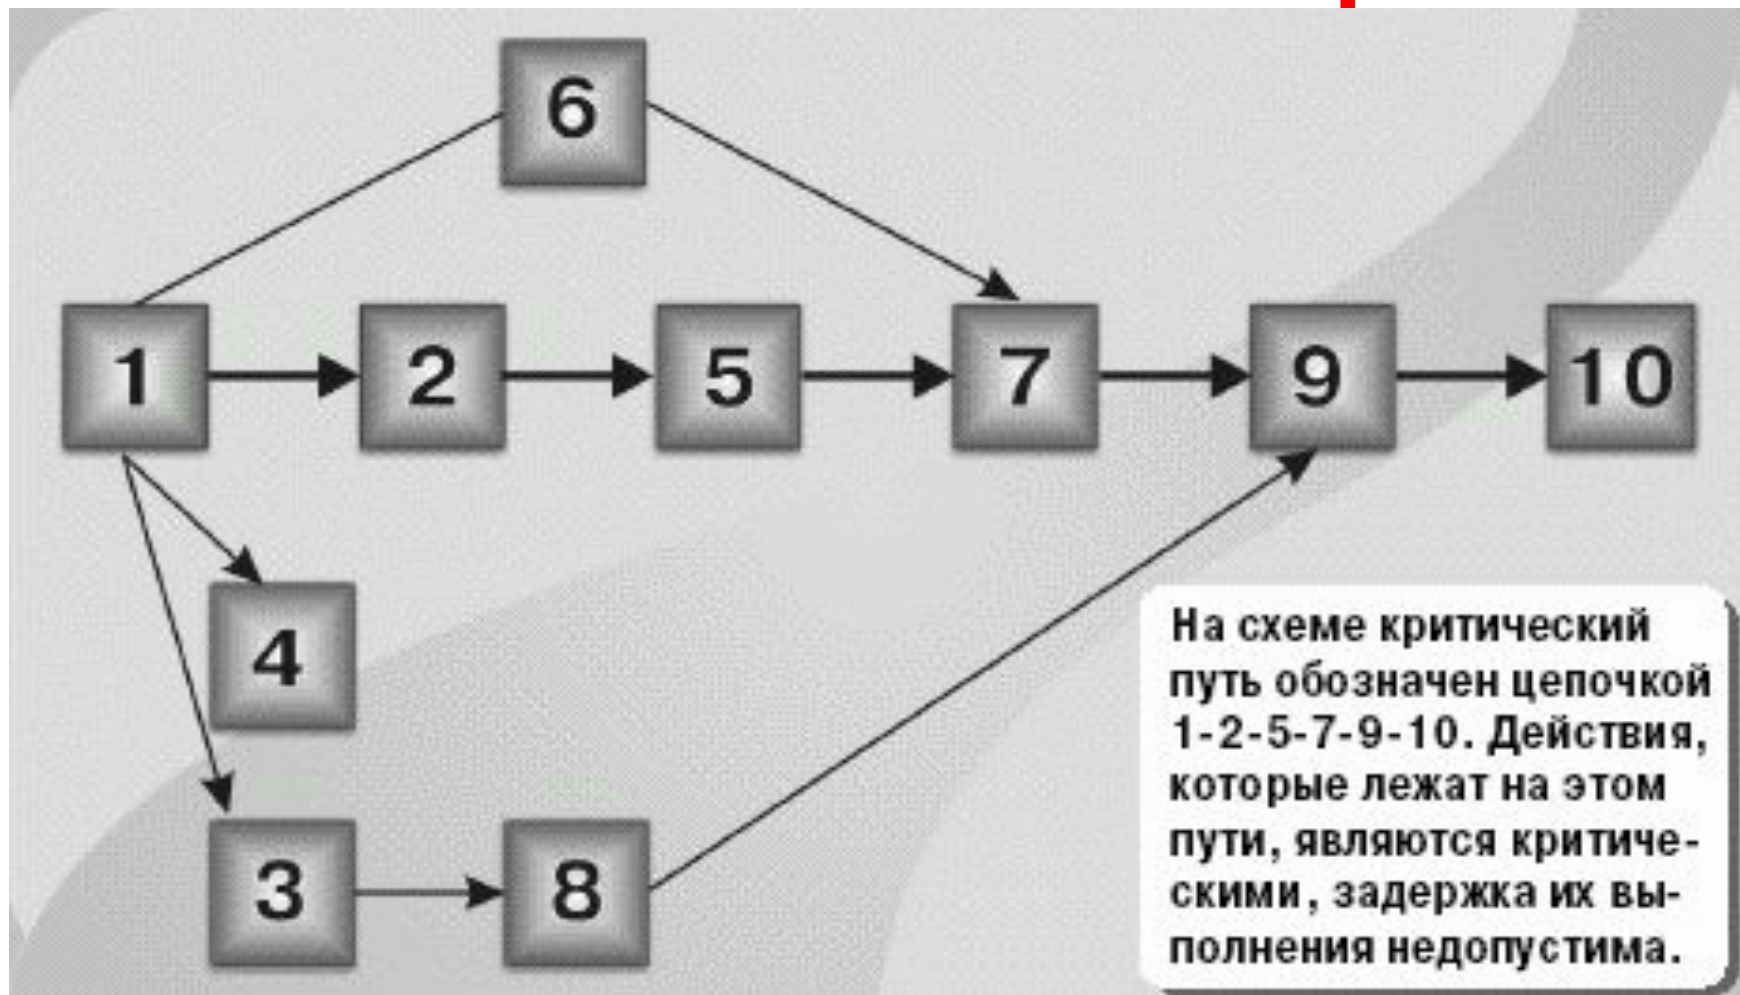 6
1 2 5 7 9 10
4
3 8
На схеме критический
путь обозначен цепочкой
1-2-5-7-9-10. Действия,
которые лежат на этом
пути, являются критиче-
скими, задержка их вы-
полнения недопустима.